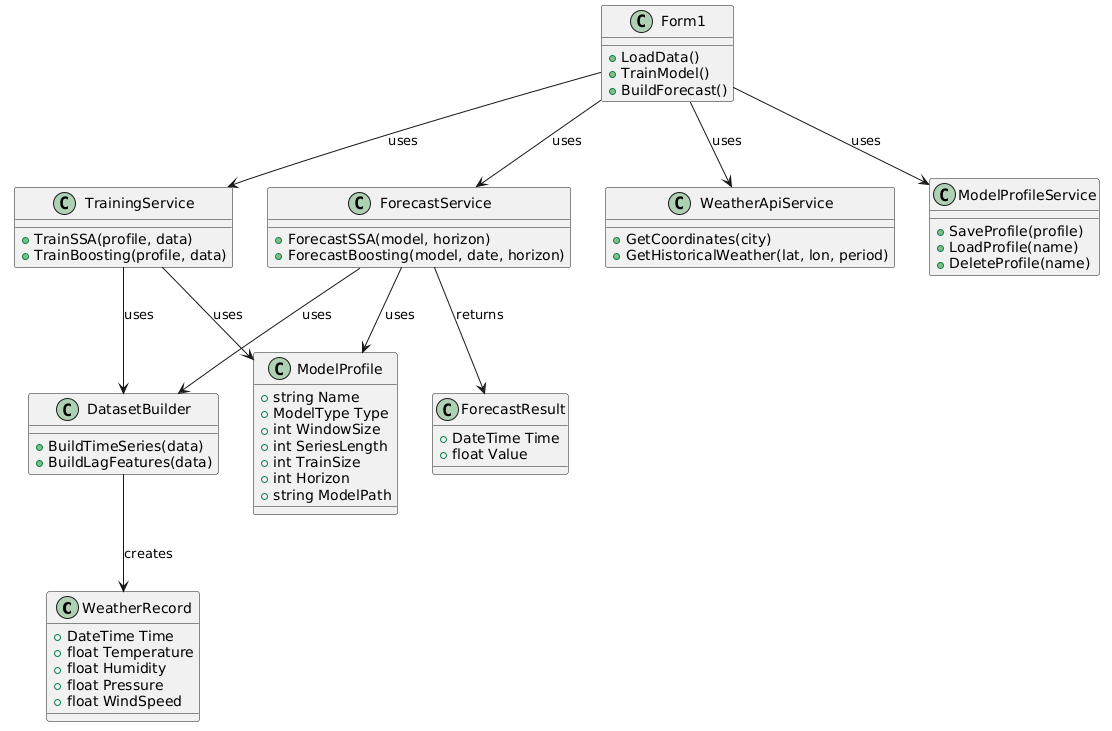 C Form1
LoadData()
TrainModel()
BuildForecast()
uses
uses
uses
uses
C TrainingService
TrainSSA(profile, data)
TrainBoosting(profile, data)
C ForecastService
ForecastSSA(model, horizon)
ForecastBoosting(model, date, horizon)
C WeatherApiService
GetCoordinates(city)
GetHistoricalWeather(lat, lon, period)
C ModelProfileService
SaveProfile(profile)
LoadProfile(name)
DeleteProfile(name)
uses
uses
uses
uses
returns
C DatasetBuilder
BuildTimeSeries(data)
BuildLagFeatures(data)
C ModelProfile
string Name
ModelType Type
int WindowSize
int SeriesLength
int TrainSize
int Horizon
string ModelPath
C ForecastResult
DateTime Time
float Value
creates
C WeatherRecord
DateTime Time
float Temperature
float Humidity
float Pressure
float WindSpeed